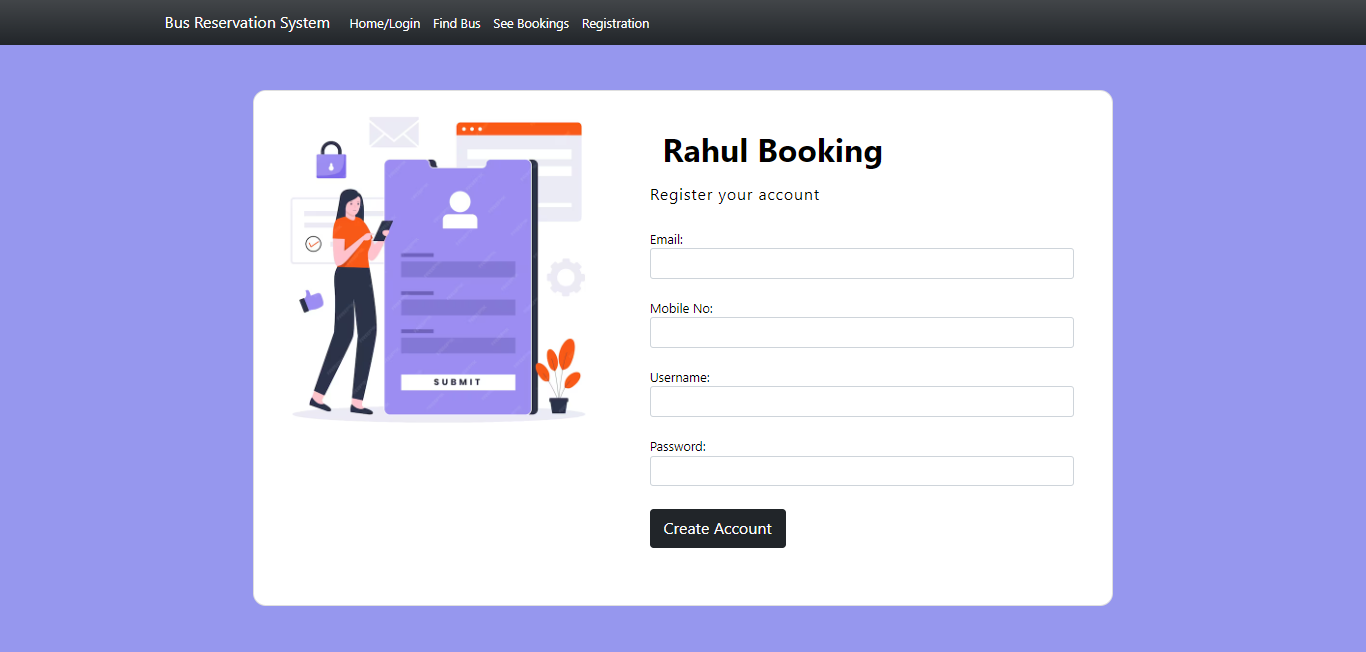 Bus Reservation System Home/Login Find Bus See Bookings Registration
Rahul Booking
Register your account
Email:
Mobile No:
Username:
Password:
Create Account
SUBMIT